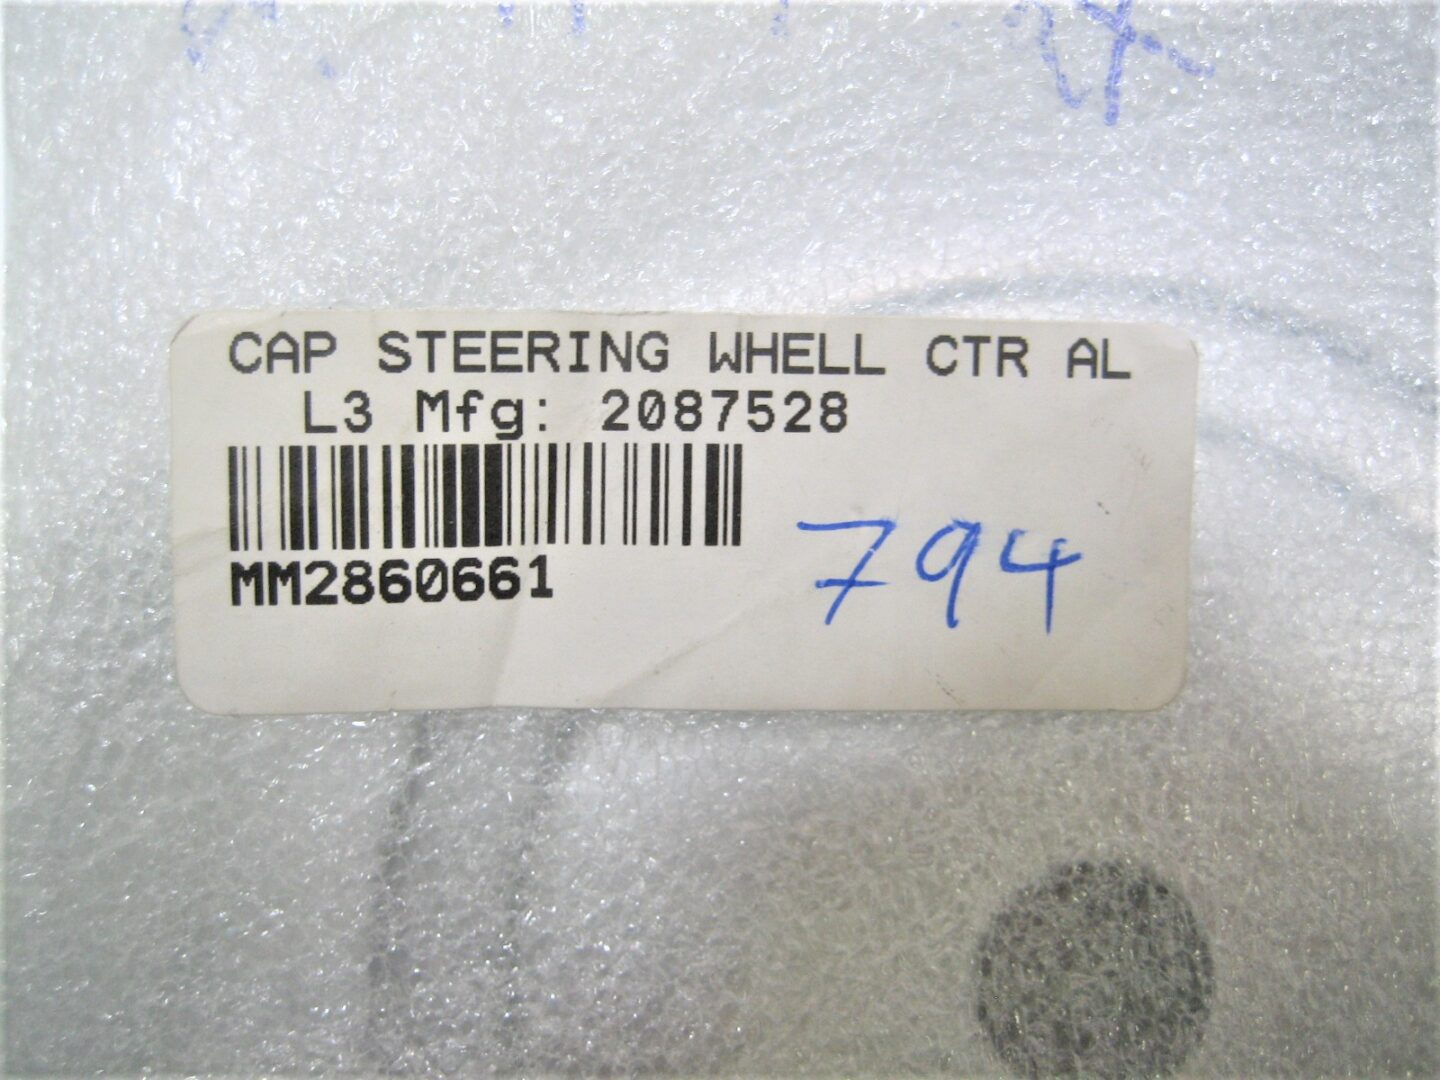 CAP STEERING WHELL CTR AL
L3 Mfg: 2087528
MM2860661
794